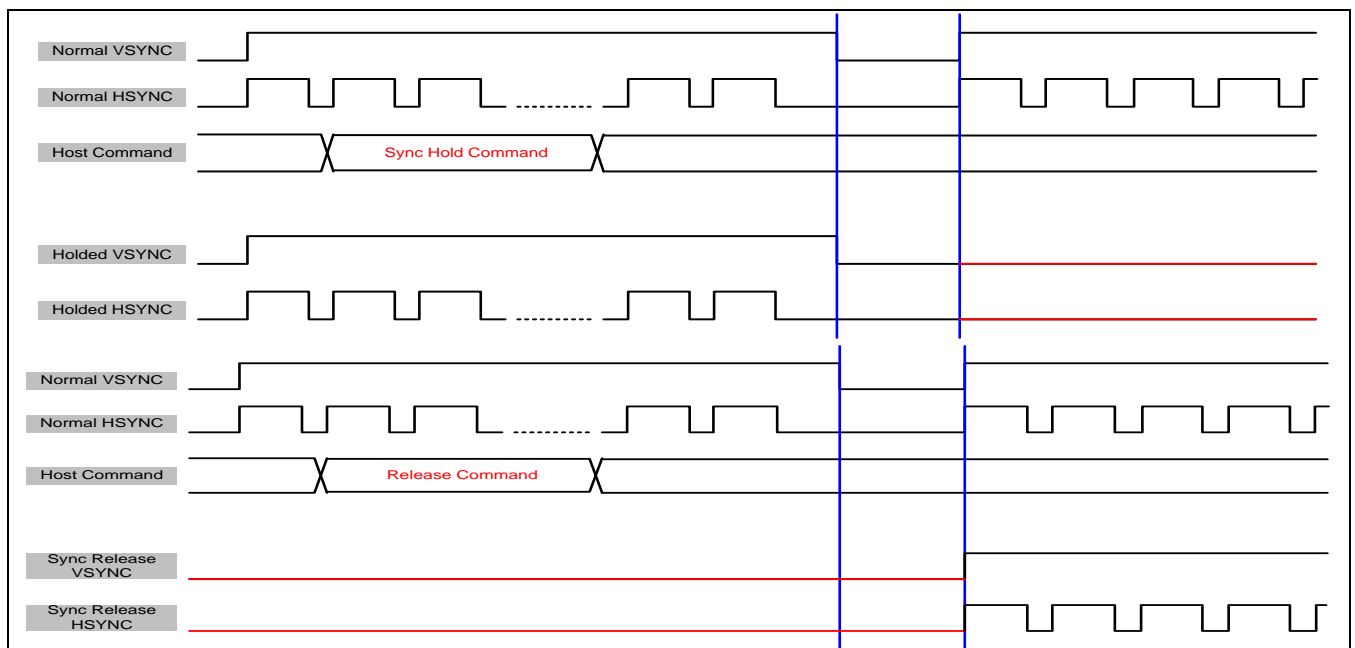 Normal VSYNC
Normal HSYNC
Host Command
Sync Hold Command
Holded VSYNC
Holded HSYNC
Normal VSYNC
Normal HSYNC
Host Command
Release Command
Sync Release
VSYNC
Sync Release
HSYNC